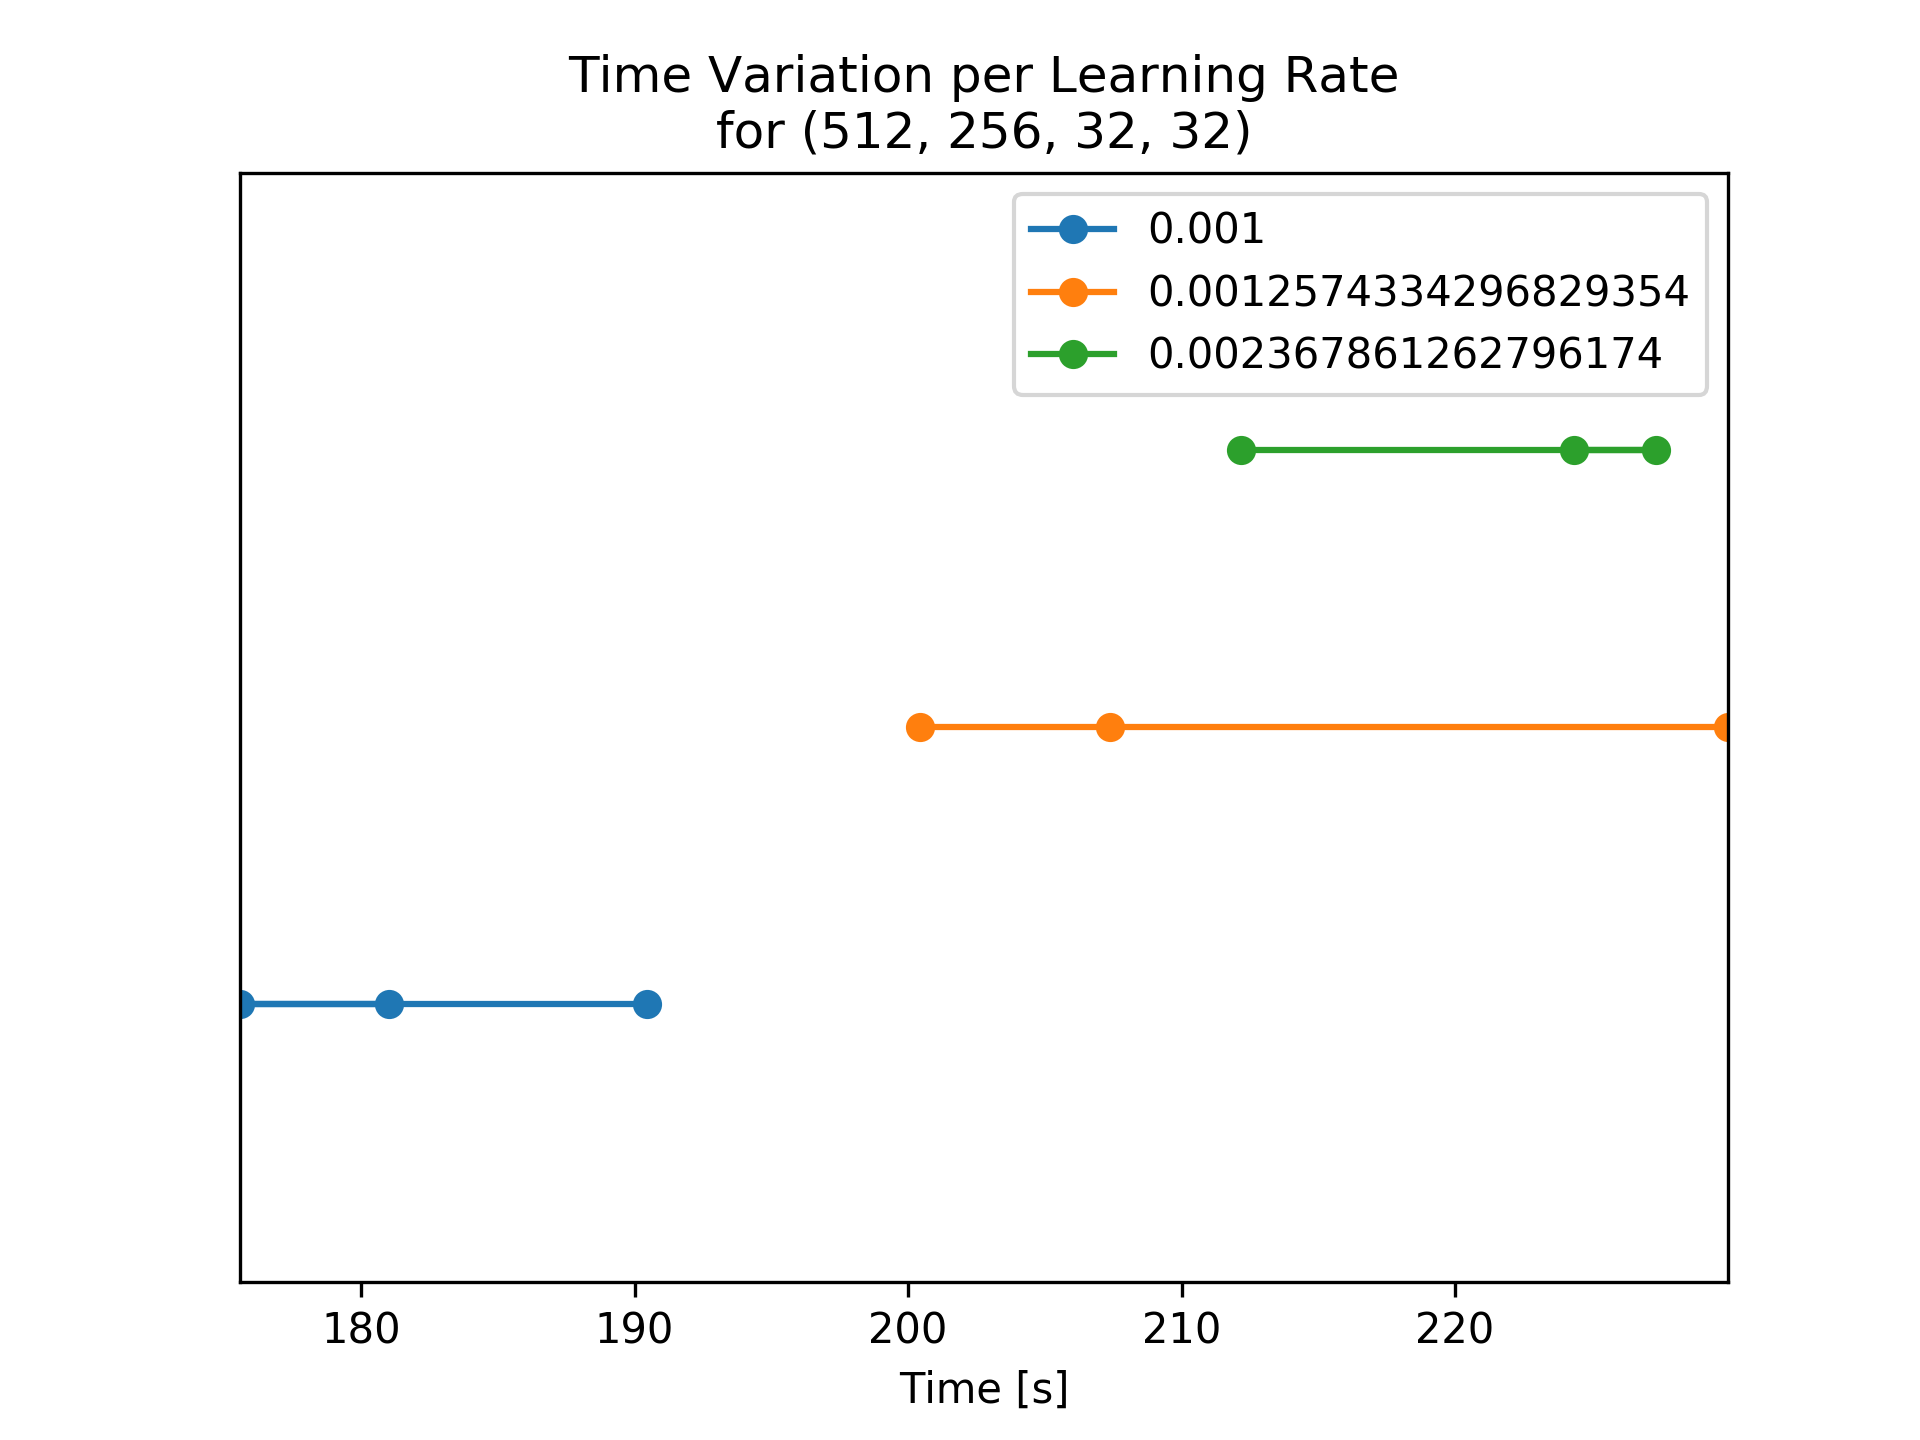 Time Variation per Learning Rate
for (512, 256, 32, 32)
0.001
0.0012574334296829354
0.002367861262796174
180 190 200 210 220
Time [s]